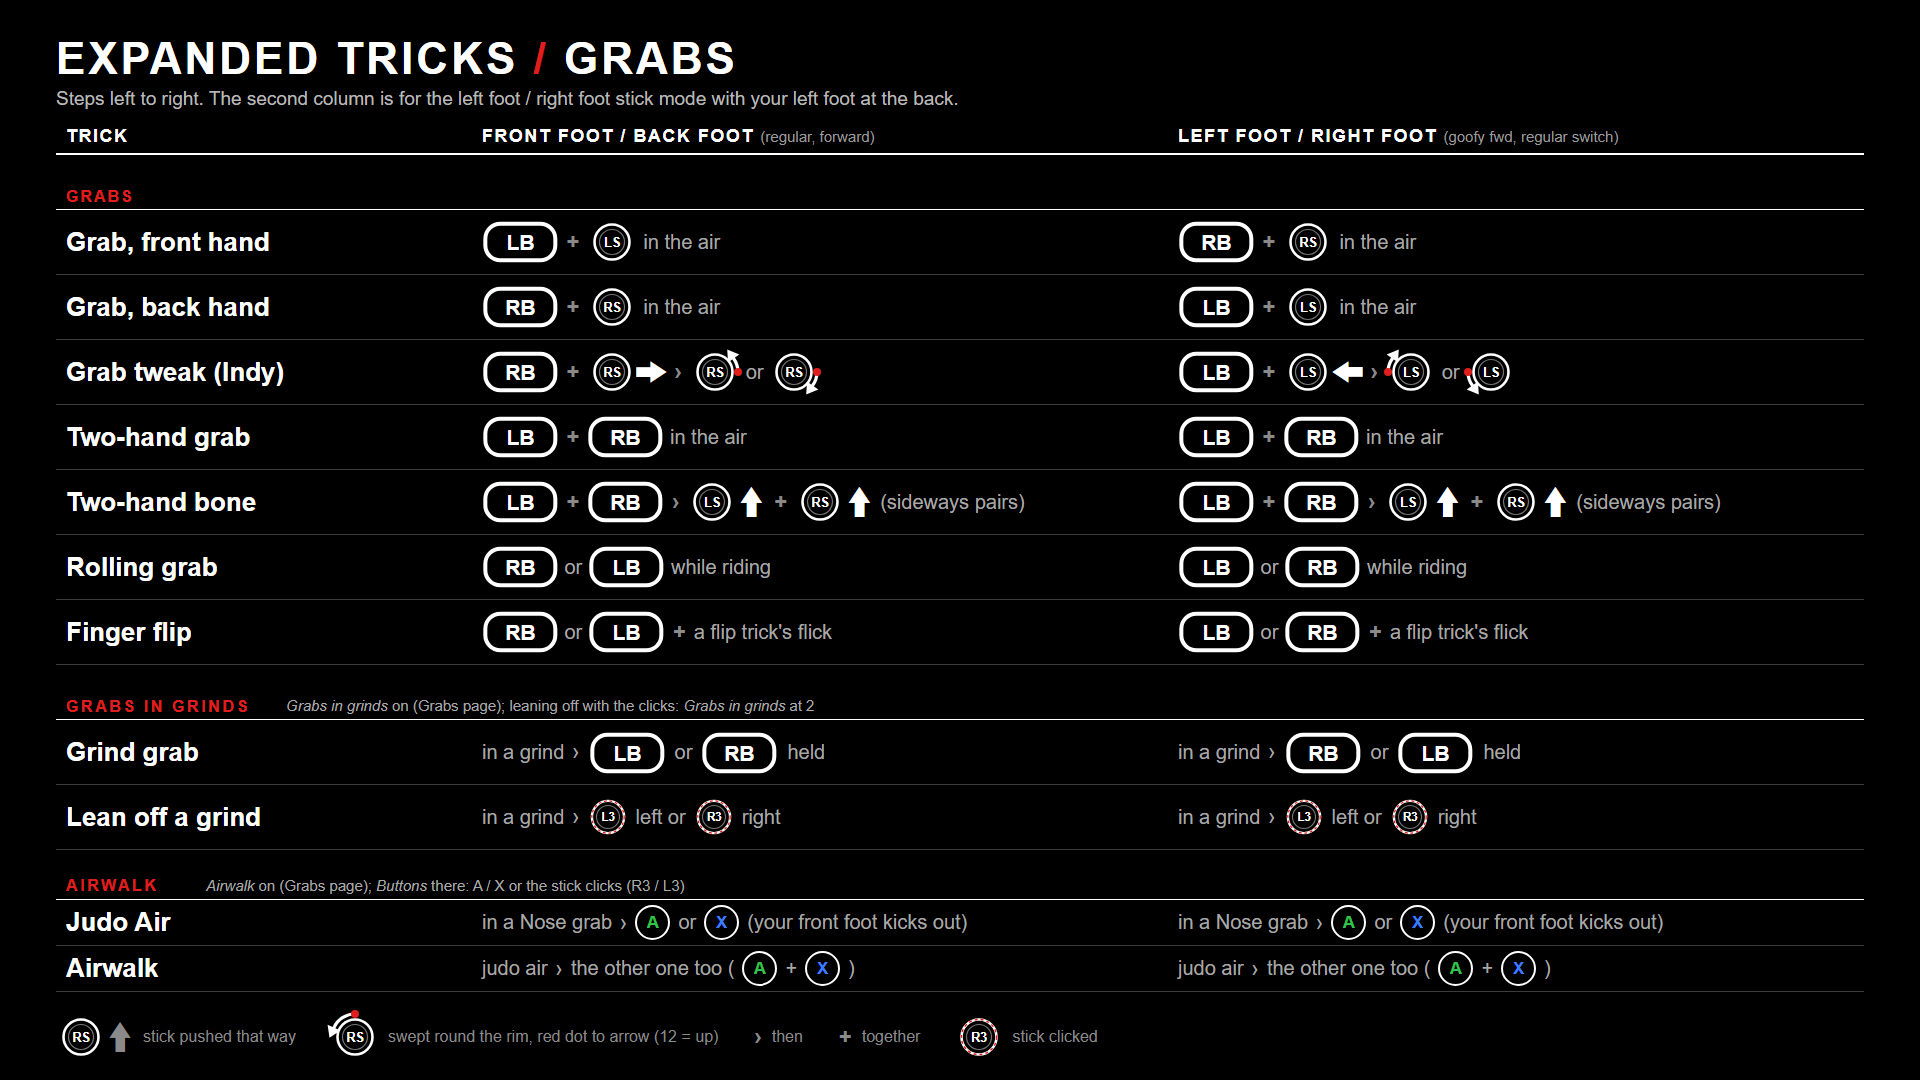 EXPANDED TRICKS / GRABS
Steps left to right. The second column is for the left foot / right foot stick mode with your left foot at the back.
TRICK FRONT FOOT / BACK FOOT (regular, forward) LEFT FOOT / RIGHT FOOT (goofy fwd, regular switch)
GRABS
Grab, front hand LB + LS in the air RB + RS in the air
Grab, back hand RB + RS in the air LB + LS in the air
Grab tweak (Indy) RB + RS › RS or RS LB + LS › LS or LS
Two-hand grab LB + RB in the air LB + RB in the air
Two-hand bone LB + RB › LS + RS (sideways pairs) LB + RB › LS + RS (sideways pairs)
Rolling grab RB or LB while riding LB or RB while riding
Finger flip RB or LB + a flip trick's flick LB or RB + a flip trick's flick
GRABS IN GRINDS Grabs in grinds on (Grabs page); leaning off with the clicks: Grabs in grinds at 2
Grind grab in a grind › LB or RB held in a grind › RB or LB held
Lean off a grind in a grind › L3 left or R3 right in a grind › L3 left or R3 right
AIRWALK Airwalk on (Grabs page); Buttons there: A / X or the stick clicks (R3 / L3)
Judo Air in a Nose grab › A or X (your front foot kicks out) in a Nose grab › A or X (your front foot kicks out)
Airwalk judo air › the other one too ( A + X ) judo air › the other one too ( A + X )
RS stick pushed that way RS swept round the rim, red dot to arrow (12 = up) › then + together R3 stick clicked